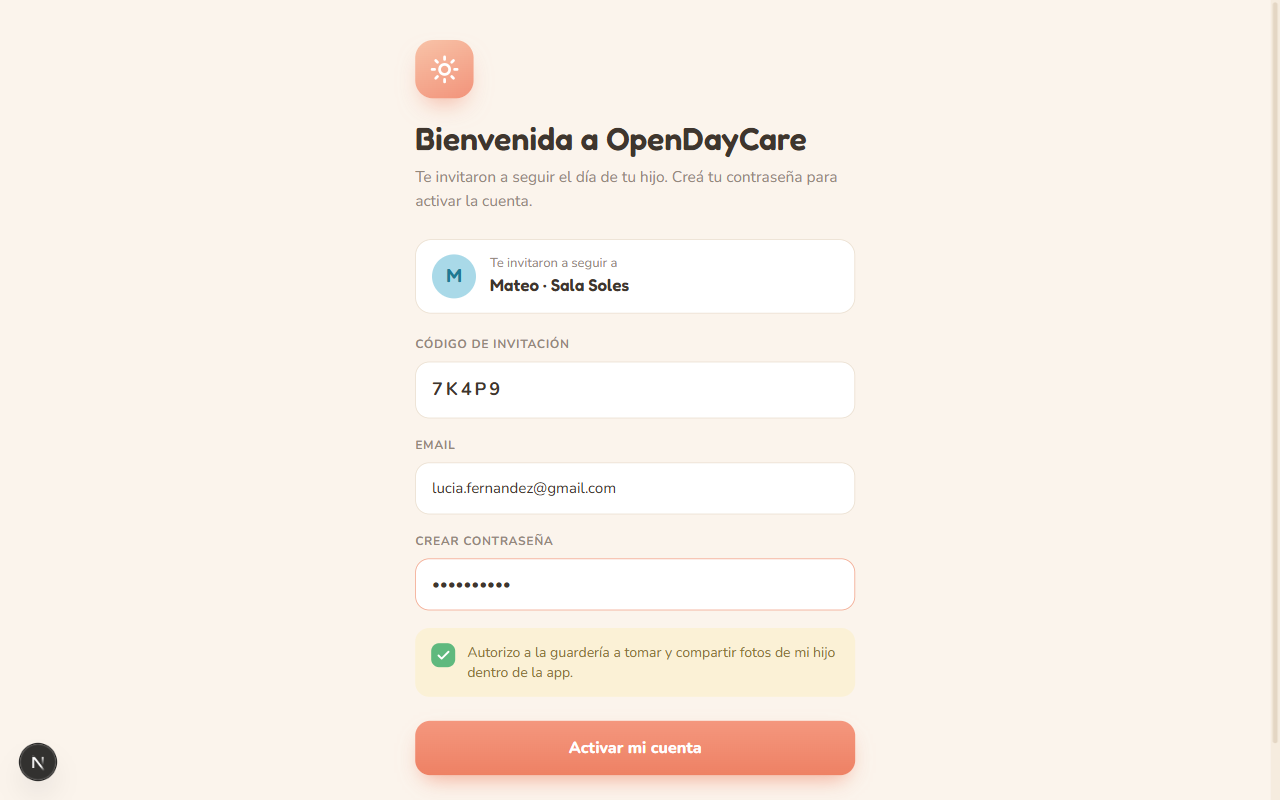 Bienvenida a OpenDayCare
Te invitaron a seguir el día de tu hijo. Creá tu contraseña para
activar la cuenta.
M
Te invitaron a seguir a
Mateo · Sala Soles
CÓDIGO DE INVITACIÓN
7K4P9
EMAIL
lucia.fernandez@gmail.com
CREAR CONTRASEÑA
••••••••••
Autorizo a la guardería a tomar y compartir fotos de mi hijo
dentro de la app.
Activar mi cuenta
N